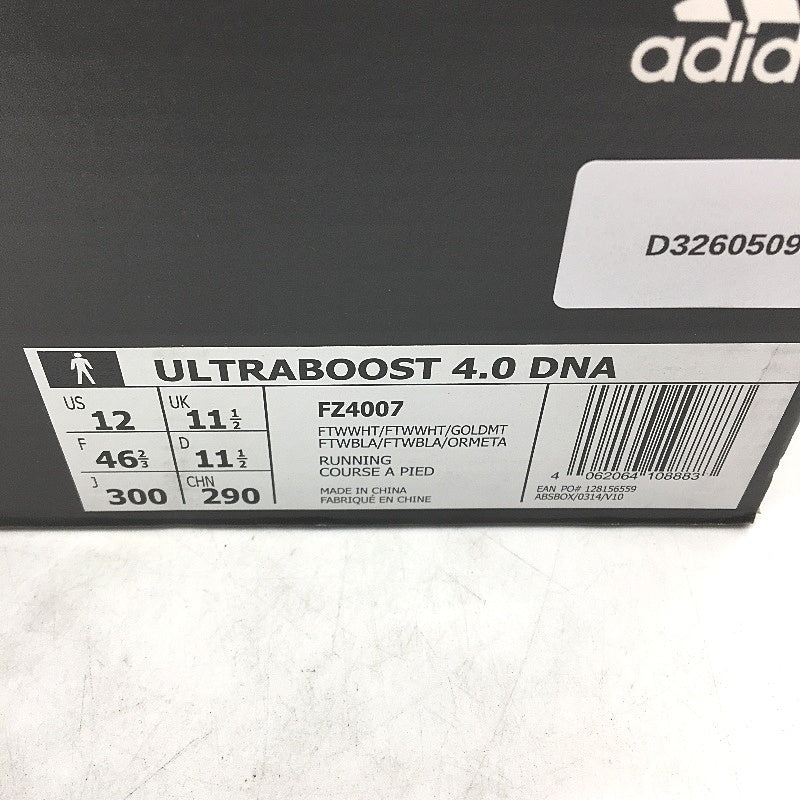 adid
D3260509
ULTRABOOST 4.0 DNA
US 12 UK 11 1/2
F 46 2/3 D 11 1/2
J 300 CHN 290
FZ4007
FTWWHT/FTWWHT/GOLDMT
FTWBLA/FTWBLA/ORMETA
RUNNING
COURSE A PIED
MADE IN CHINA
FABRIQUÉ EN CHINE
4 062064 108883
EAN PO# 128156559
ABSBOX/0314/V10